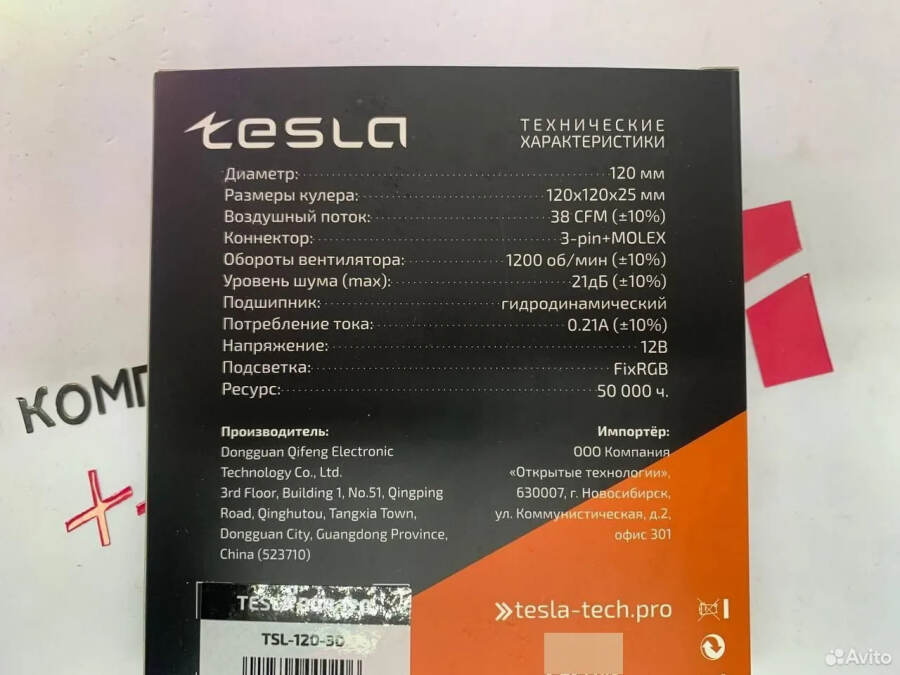 tesla
ТЕХНИЧЕСКИЕ
ХАРАКТЕРИСТИКИ
Диаметр: 120 мм
Размеры кулера: 120x120x25 мм
Воздушный поток: 38 CFM (±10%)
Коннектор: 3-pin+MOLEX
Обороты вентилятора: 1200 об/мин (±10%)
Уровень шума (max): 21дБ (±10%)
Подшипник: гидродинамический
Потребление тока: 0.21А (±10%)
Напряжение: 12В
Подсветка: FixRGB
Ресурс: 50 000 ч.
КОМП
Производитель:
Dongguan Qifeng Electronic
Technology Co., Ltd.
3rd Floor, Building 1, No.51, Qingping
Road, Qinghutou, Tangxia Town,
Dongguan City, Guangdong Province,
China (523710)
Импортёр:
ООО Компания
«Открытые технологии»,
630007, г. Новосибирск,
ул. Коммунистическая, д.2,
офис 301
»tesla-tech.pro
TSL-120-3D
Avito